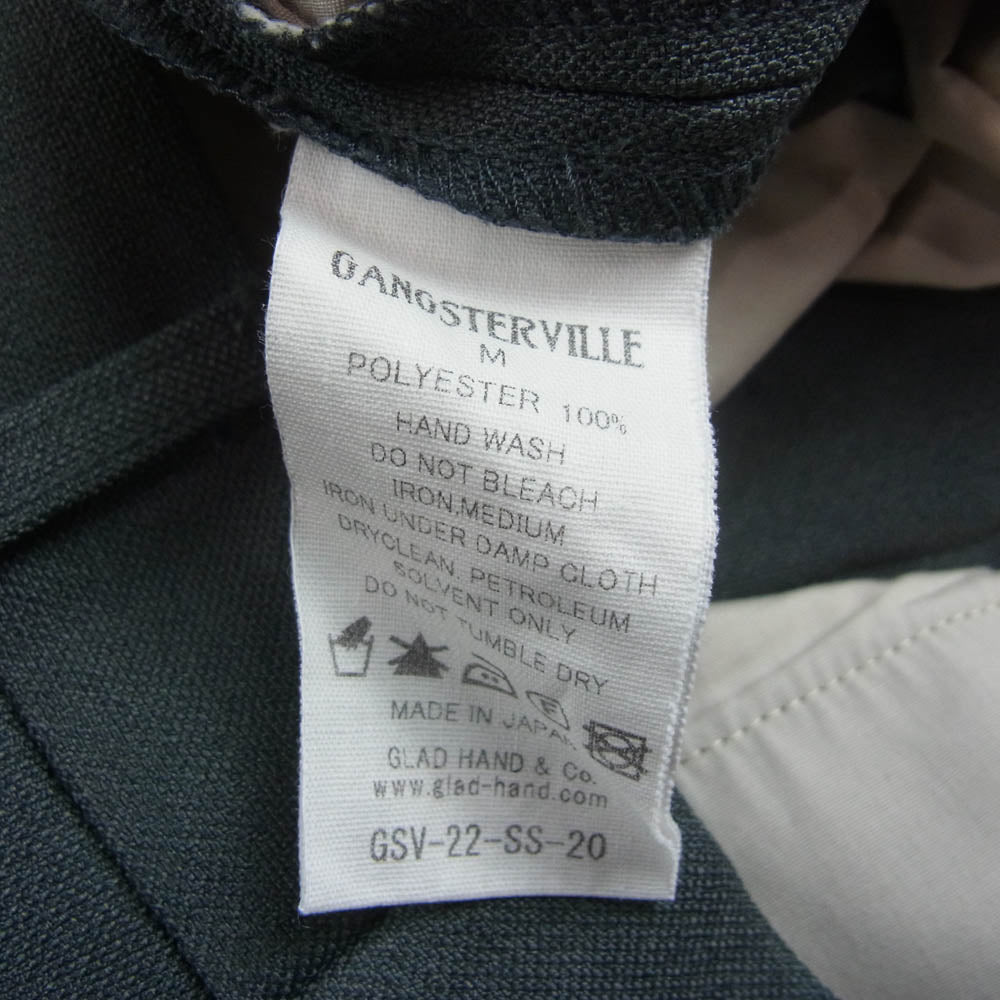 GANGSTERVILLE
M
POLYESTER 100%
HAND WASH
DO NOT BLEACH
IRON,MEDIUM
IRON UNDER DAMP CLOTH
DRYCLEAN, PETROLEUM
SOLVENT ONLY
DO NOT TUMBLE DRY
MADE IN JAPAN
GLAD HAND & Co.
www.glad-hand.com
GSV-22-SS-20